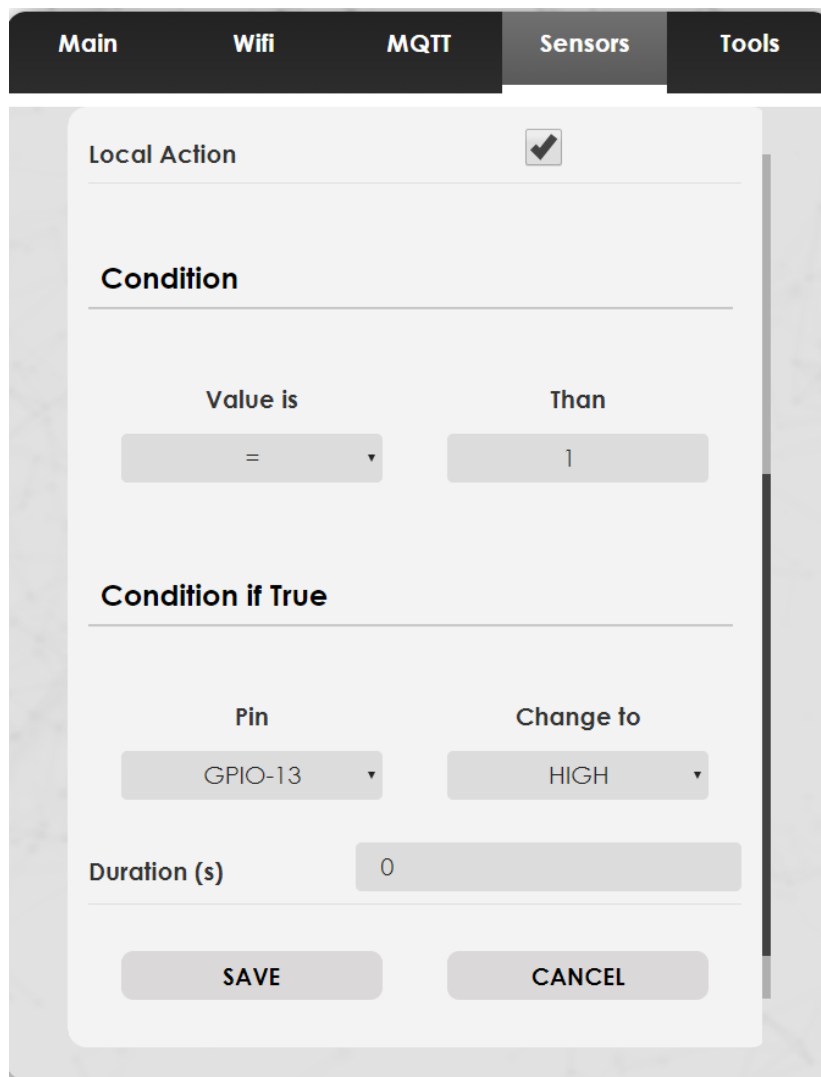 Main Wifi MQTT Sensors Tools
Local Action
Condition
Value is Than
= 1
Condition if True
Pin Change to
GPIO-13 HIGH
Duration (s) 0
SAVE CANCEL